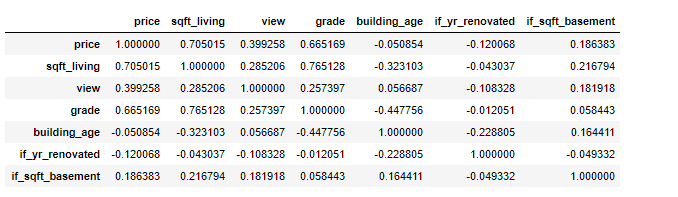 price sqft_living view grade building_age if_yr_renovated if_sqft_basement
price 1.000000 0.705015 0.399258 0.665169 -0.050854 -0.120068 0.186383
sqft_living 0.705015 1.000000 0.285206 0.765128 -0.323103 -0.043037 0.216794
view 0.399258 0.285206 1.000000 0.257397 0.056687 -0.108328 0.181918
grade 0.665169 0.765128 0.257397 1.000000 -0.447756 -0.012051 0.058443
building_age -0.050854 -0.323103 0.056687 -0.447756 1.000000 -0.228805 0.164411
if_yr_renovated -0.120068 -0.043037 -0.108328 -0.012051 -0.228805 1.000000 -0.049332
if_sqft_basement 0.186383 0.216794 0.181918 0.058443 0.164411 -0.049332 1.000000